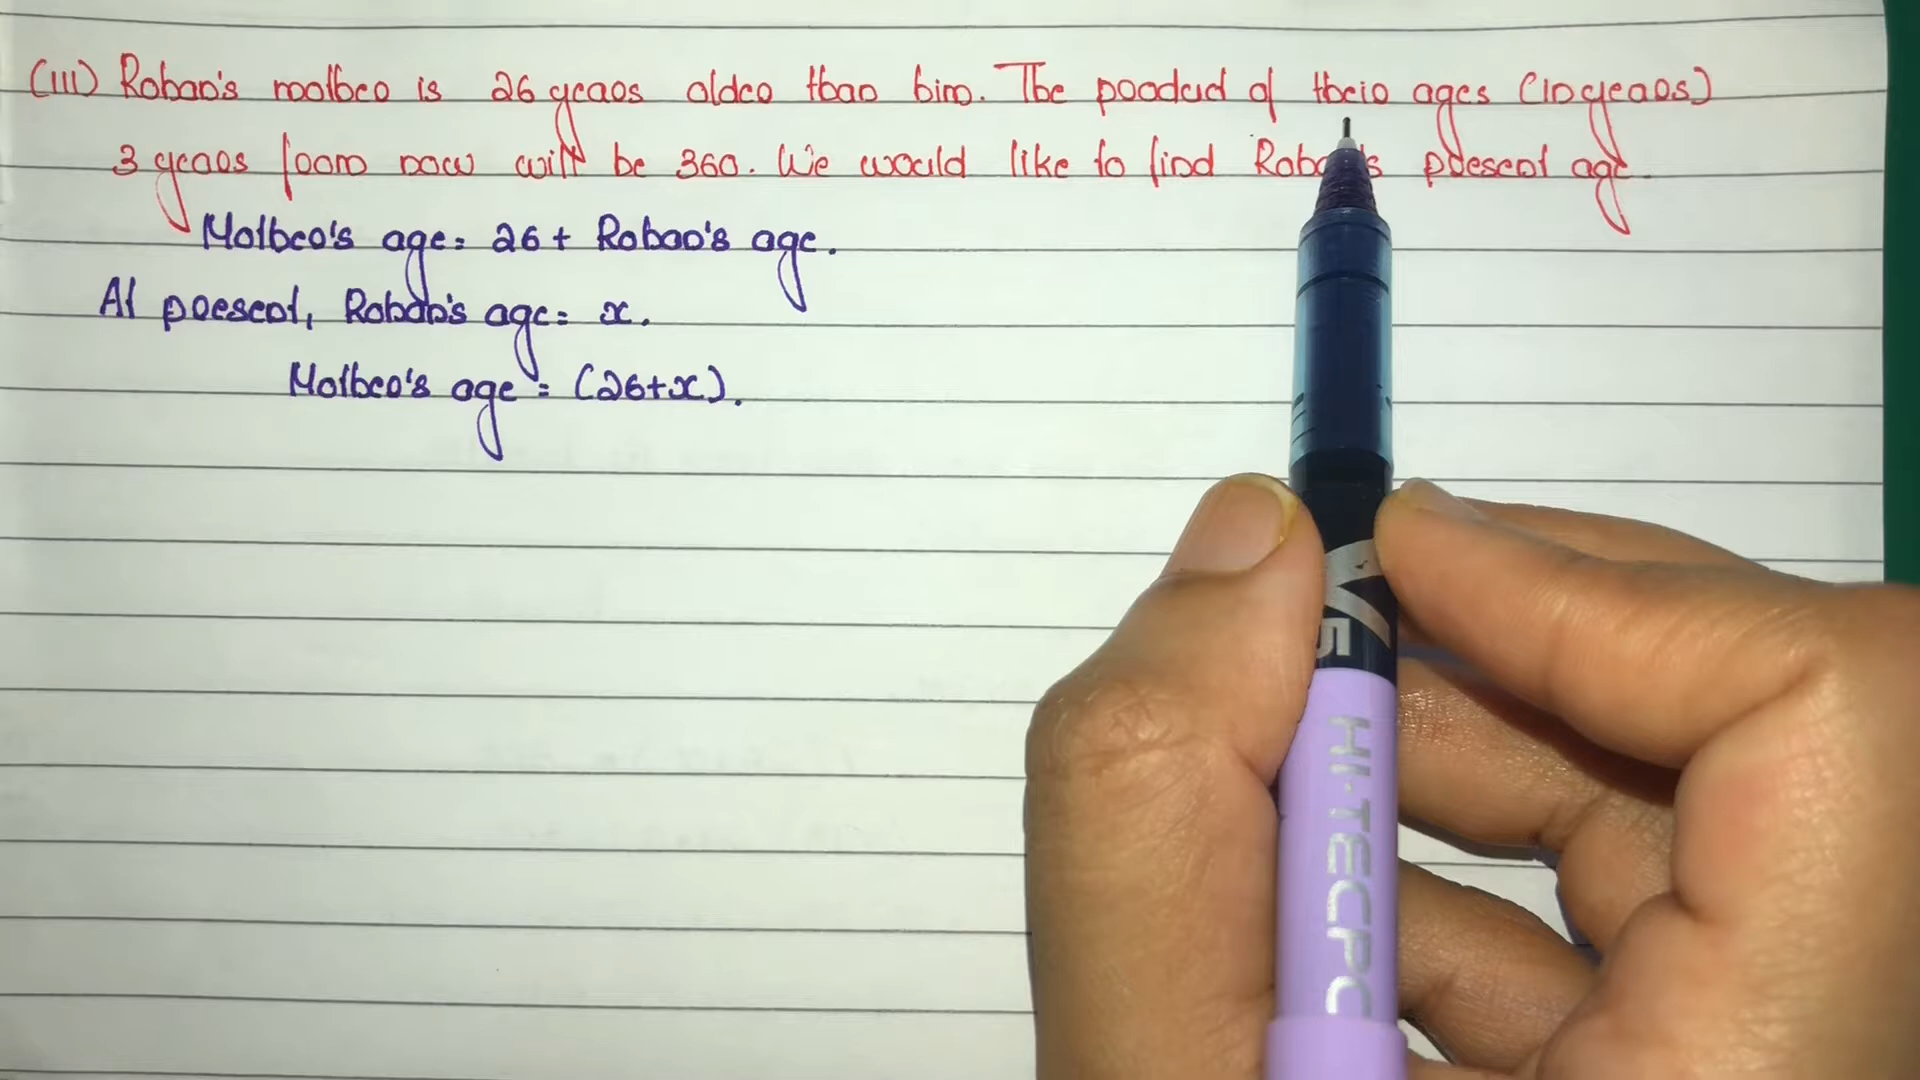 (III) Rohan's mother is 26 years older than him. The product of their ages (in years)
3 years from now will be 360. We would like to find Rohan's present age.
Mother's age = 26 + Rohan's age.
At present, Rohan's age = x.
Mother's age = (26+x).
V5
HI-TECPO